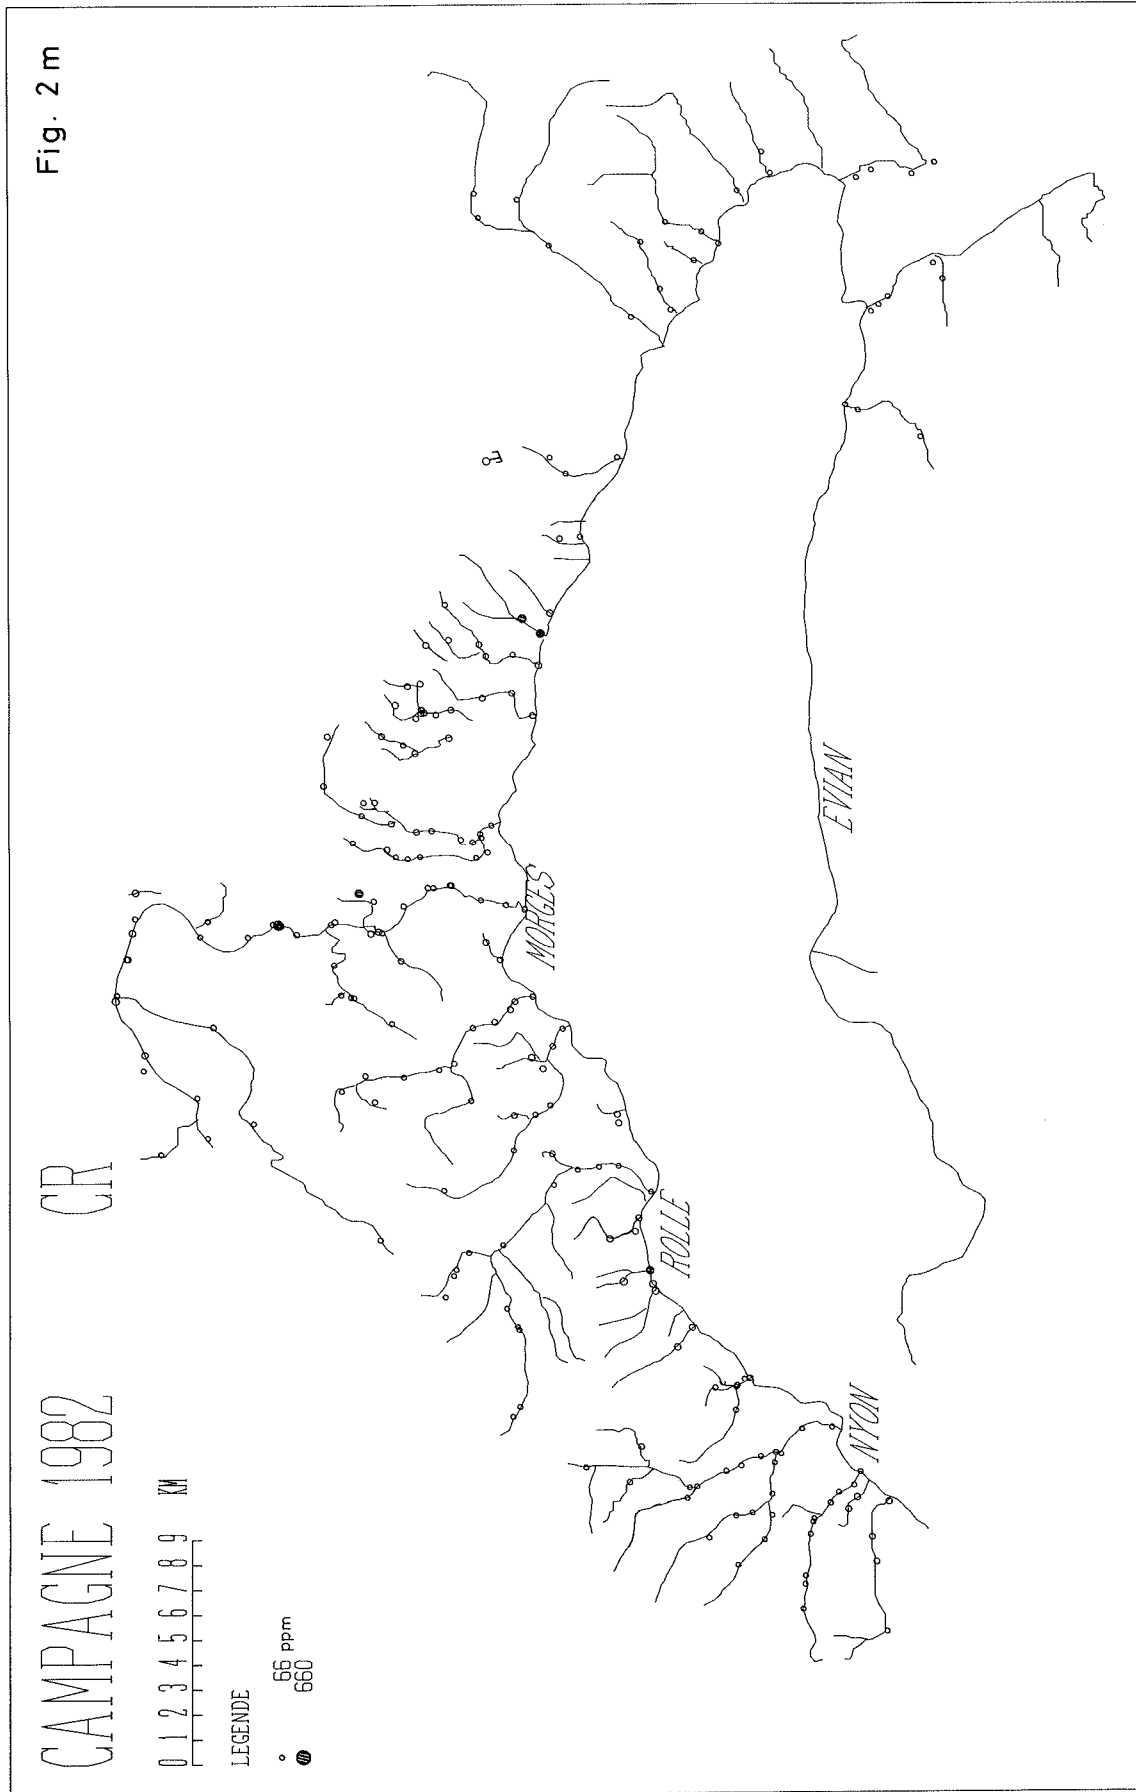 Fig. 2 m
CAMPAGNE 1982 CR
0 1 2 3 4 5 6 7 8 9 KM
LEGENDE
66 ppm
660
MORGES
ROLLE
NYON
EVIAN